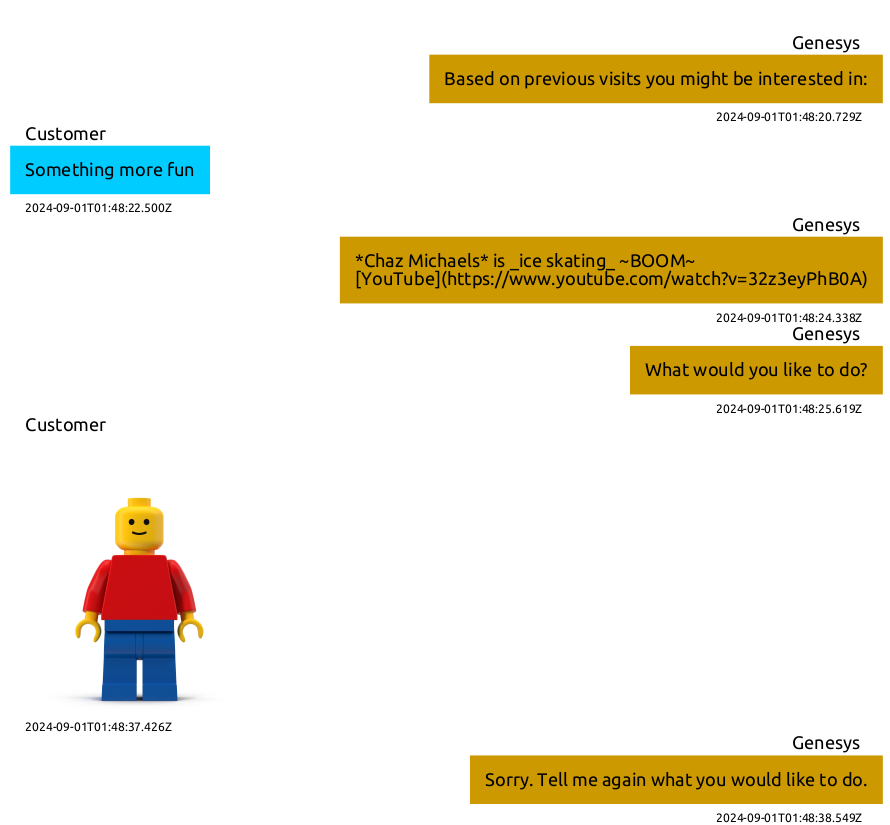 Genesys
Based on previous visits you might be interested in:
2024-09-01T01:48:20.729Z
Customer
Something more fun
2024-09-01T01:48:22.500Z
Genesys
*Chaz Michaels* is _ice skating_ ~BOOM~
[YouTube](https://www.youtube.com/watch?v=32z3eyPhB0A)
2024-09-01T01:48:24.338Z
Genesys
What would you like to do?
2024-09-01T01:48:25.619Z
Customer
2024-09-01T01:48:37.426Z
Genesys
Sorry. Tell me again what you would like to do.
2024-09-01T01:48:38.549Z